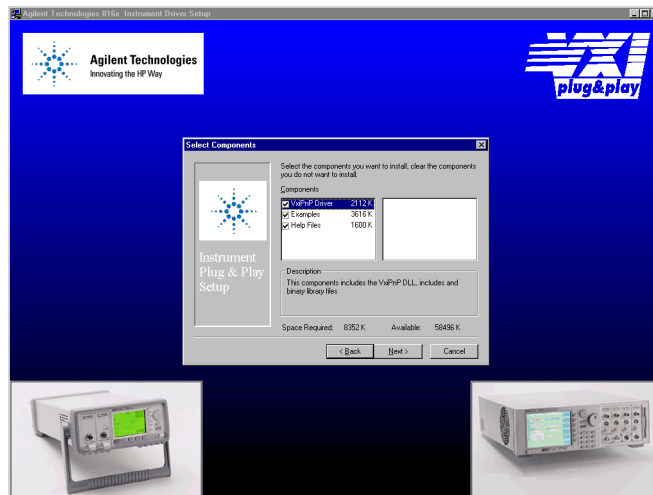 Agilent Technologies 816x Instrument Driver Setup
Agilent Technologies
Innovating the HP Way
VXI
plug&play
Select Components
Select the components you want to install, clear the components
you do not want to install.
Components
VxiPnP Driver 2112 K
Examples 3616 K
Help Files 1600 K
Instrument
Plug & Play
Setup
Description
This components includes the VxiPnP DLL, includes and
binary library files
Space Required: 8352 K
Available: 58496 K
< Back
Next >
Cancel